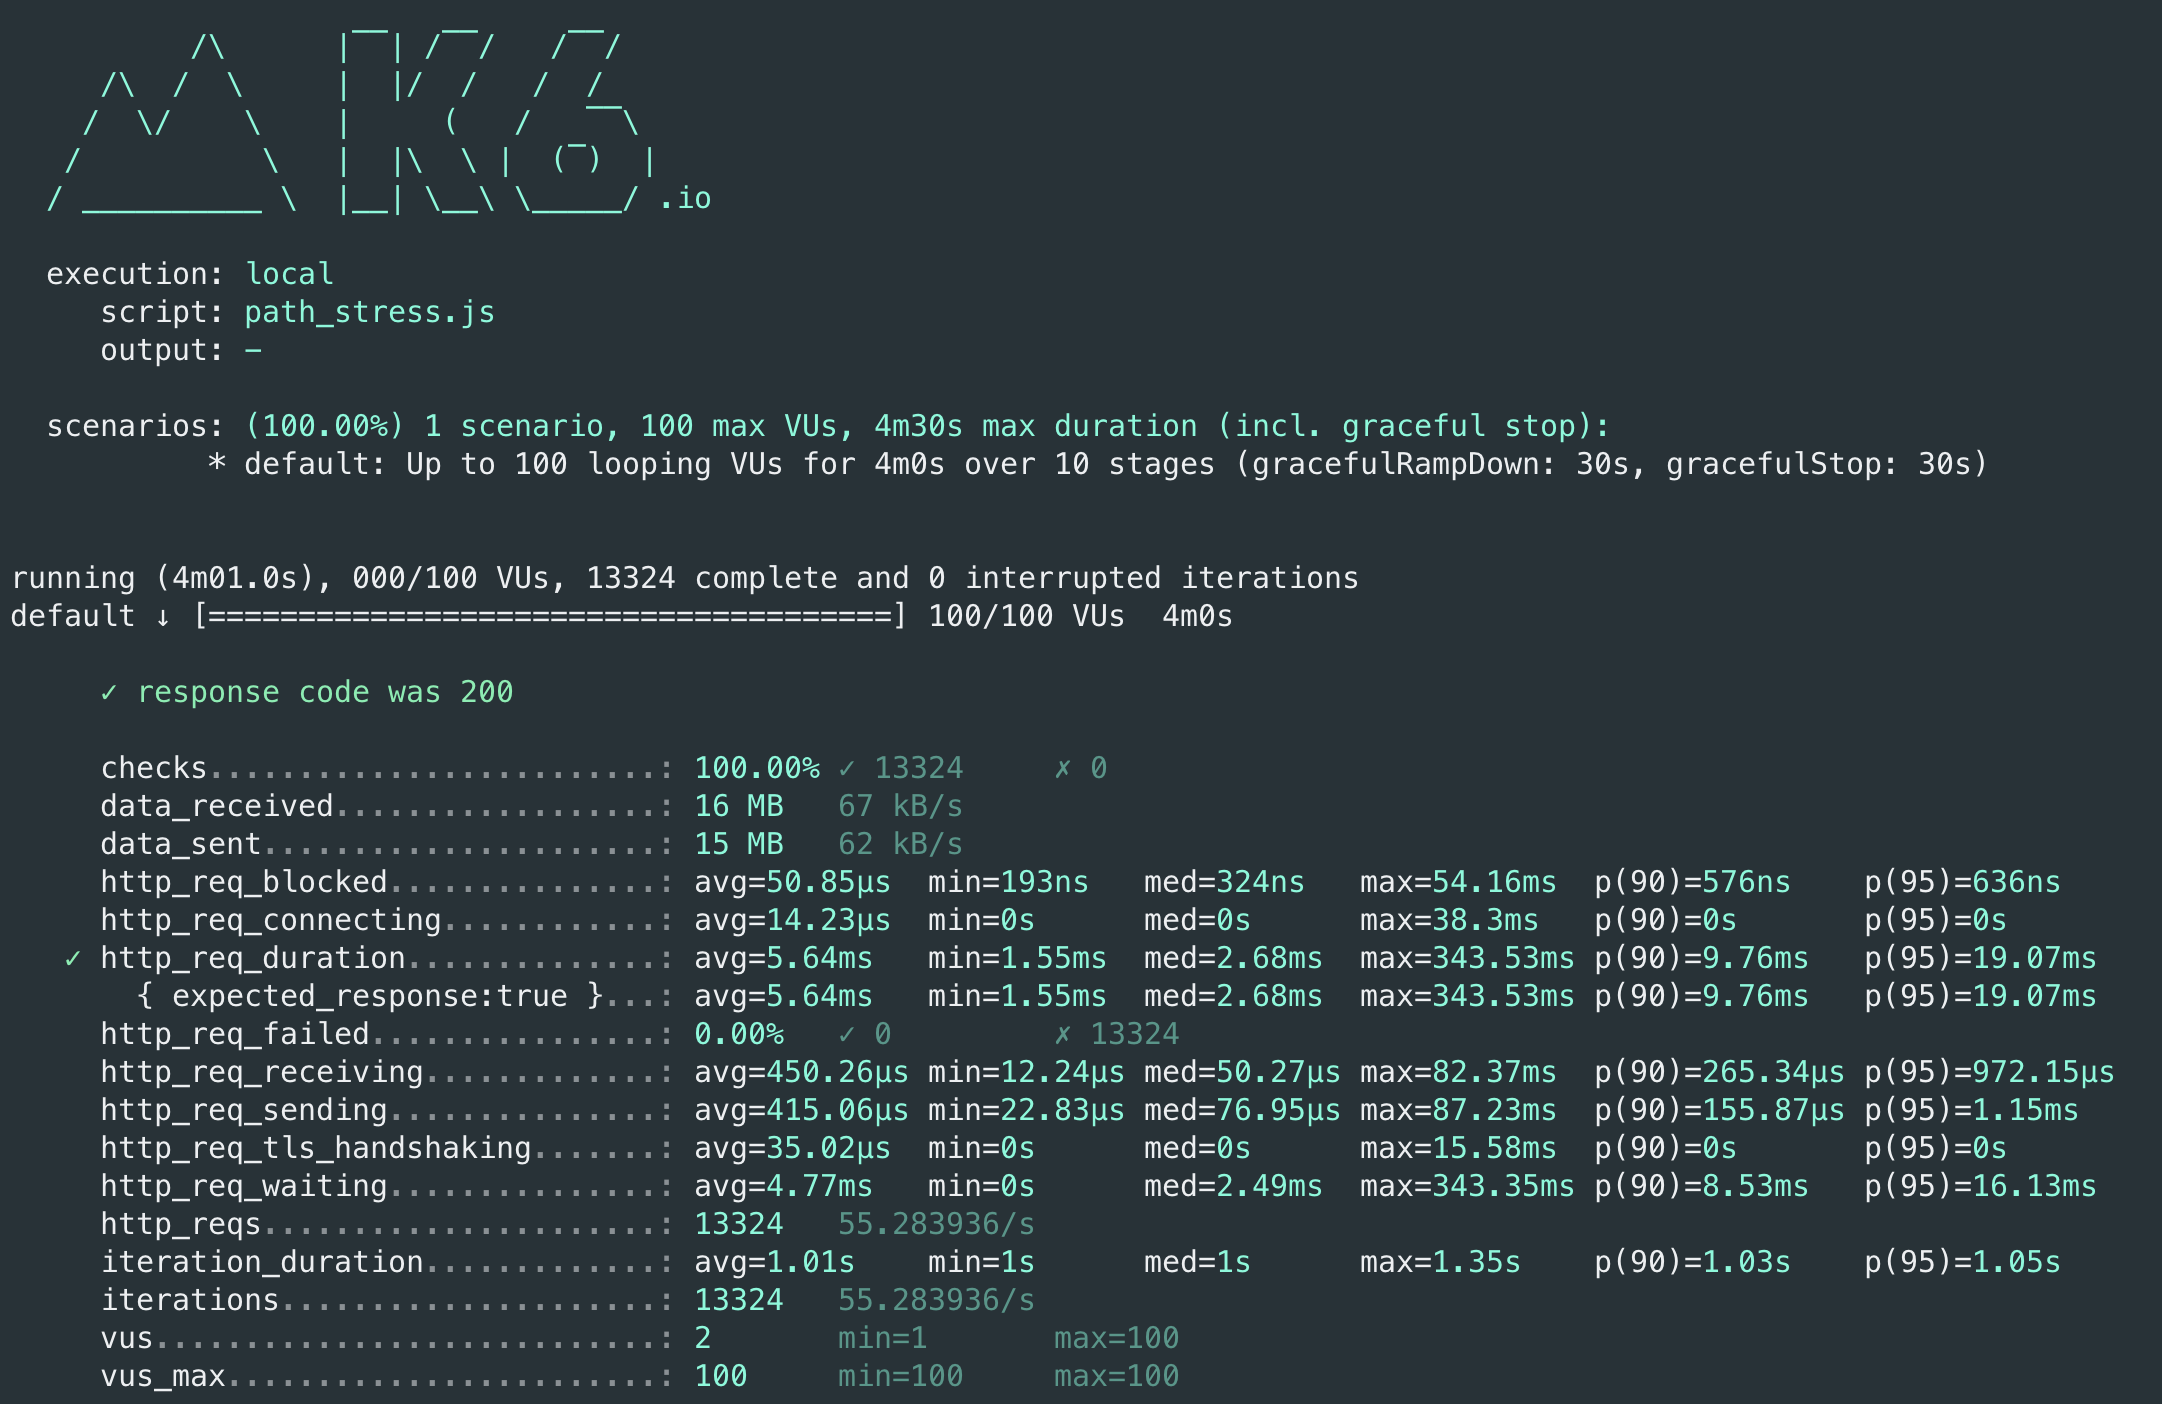 /\      |‾‾| /‾‾/   /‾‾/
     /\  /  \     |  |/  /   /  /
    /  \/    \    |     (   /   ‾‾\
   /          \   |  |\  \ |  (‾)  |
  / __________ \  |__| \__\ \_____/ .io
  execution: local
     script: path_stress.js
     output: -
  scenarios: (100.00%) 1 scenario, 100 max VUs, 4m30s max duration (incl. graceful stop):
           * default: Up to 100 looping VUs for 4m0s over 10 stages (gracefulRampDown: 30s, gracefulStop: 30s)
running (4m01.0s), 000/100 VUs, 13324 complete and 0 interrupted iterations
default ↓ [======================================] 100/100 VUs  4m0s
     ✓ response code was 200
     checks.........................: 100.00% ✓ 13324     ✗ 0
     data_received..................: 16 MB   67 kB/s
     data_sent......................: 15 MB   62 kB/s
     http_req_blocked...............: avg=50.85µs  min=193ns   med=324ns   max=54.16ms  p(90)=576ns    p(95)=636ns
     http_req_connecting............: avg=14.23µs  min=0s      med=0s      max=38.3ms   p(90)=0s       p(95)=0s
   ✓ http_req_duration..............: avg=5.64ms   min=1.55ms  med=2.68ms  max=343.53ms p(90)=9.76ms   p(95)=19.07ms
       { expected_response:true }...: avg=5.64ms   min=1.55ms  med=2.68ms  max=343.53ms p(90)=9.76ms   p(95)=19.07ms
     http_req_failed................: 0.00%   ✓ 0         ✗ 13324
     http_req_receiving.............: avg=450.26µs min=12.24µs med=50.27µs max=82.37ms  p(90)=265.34µs p(95)=972.15µs
     http_req_sending...............: avg=415.06µs min=22.83µs med=76.95µs max=87.23ms  p(90)=155.87µs p(95)=1.15ms
     http_req_tls_handshaking.......: avg=35.02µs  min=0s      med=0s      max=15.58ms  p(90)=0s       p(95)=0s
     http_req_waiting...............: avg=4.77ms   min=0s      med=2.49ms  max=343.35ms p(90)=8.53ms   p(95)=16.13ms
     http_reqs......................: 13324   55.283936/s
     iteration_duration.............: avg=1.01s    min=1s      med=1s      max=1.35s    p(90)=1.03s    p(95)=1.05s
     iterations.....................: 13324   55.283936/s
     vus............................: 2       min=1       max=100
     vus_max........................: 100     min=100     max=100